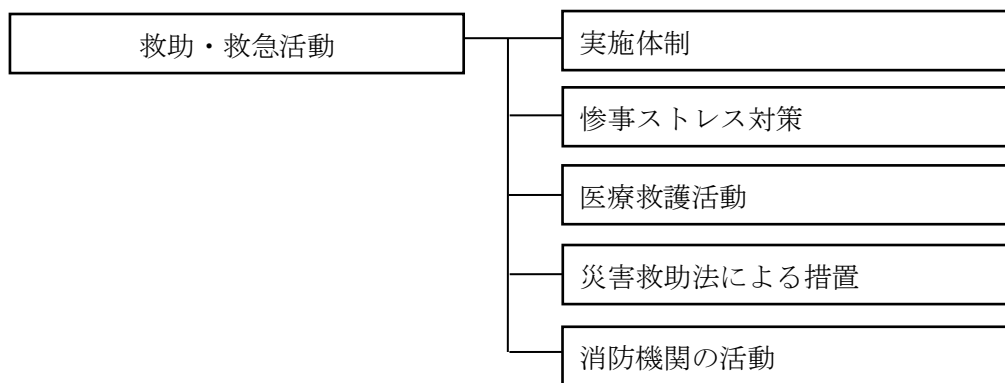 救助・救急活動
実施体制
惨事ストレス対策
医療救護活動
災害救助法による措置
消防機関の活動